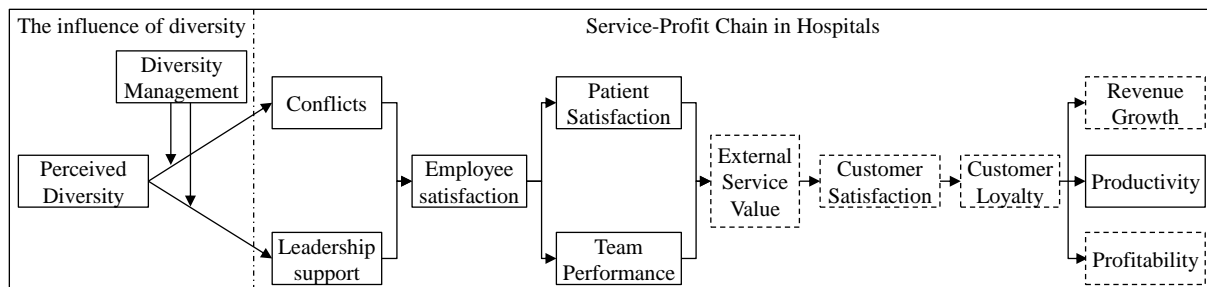 The influence of diversity
Service-Profit Chain in Hospitals
Diversity
Management
Perceived
Diversity
Conflicts
Leadership
support
Employee
satisfaction
Patient
Satisfaction
Team
Performance
External
Service
Value
Customer
Satisfaction
Customer
Loyalty
Revenue
Growth
Productivity
Profitability